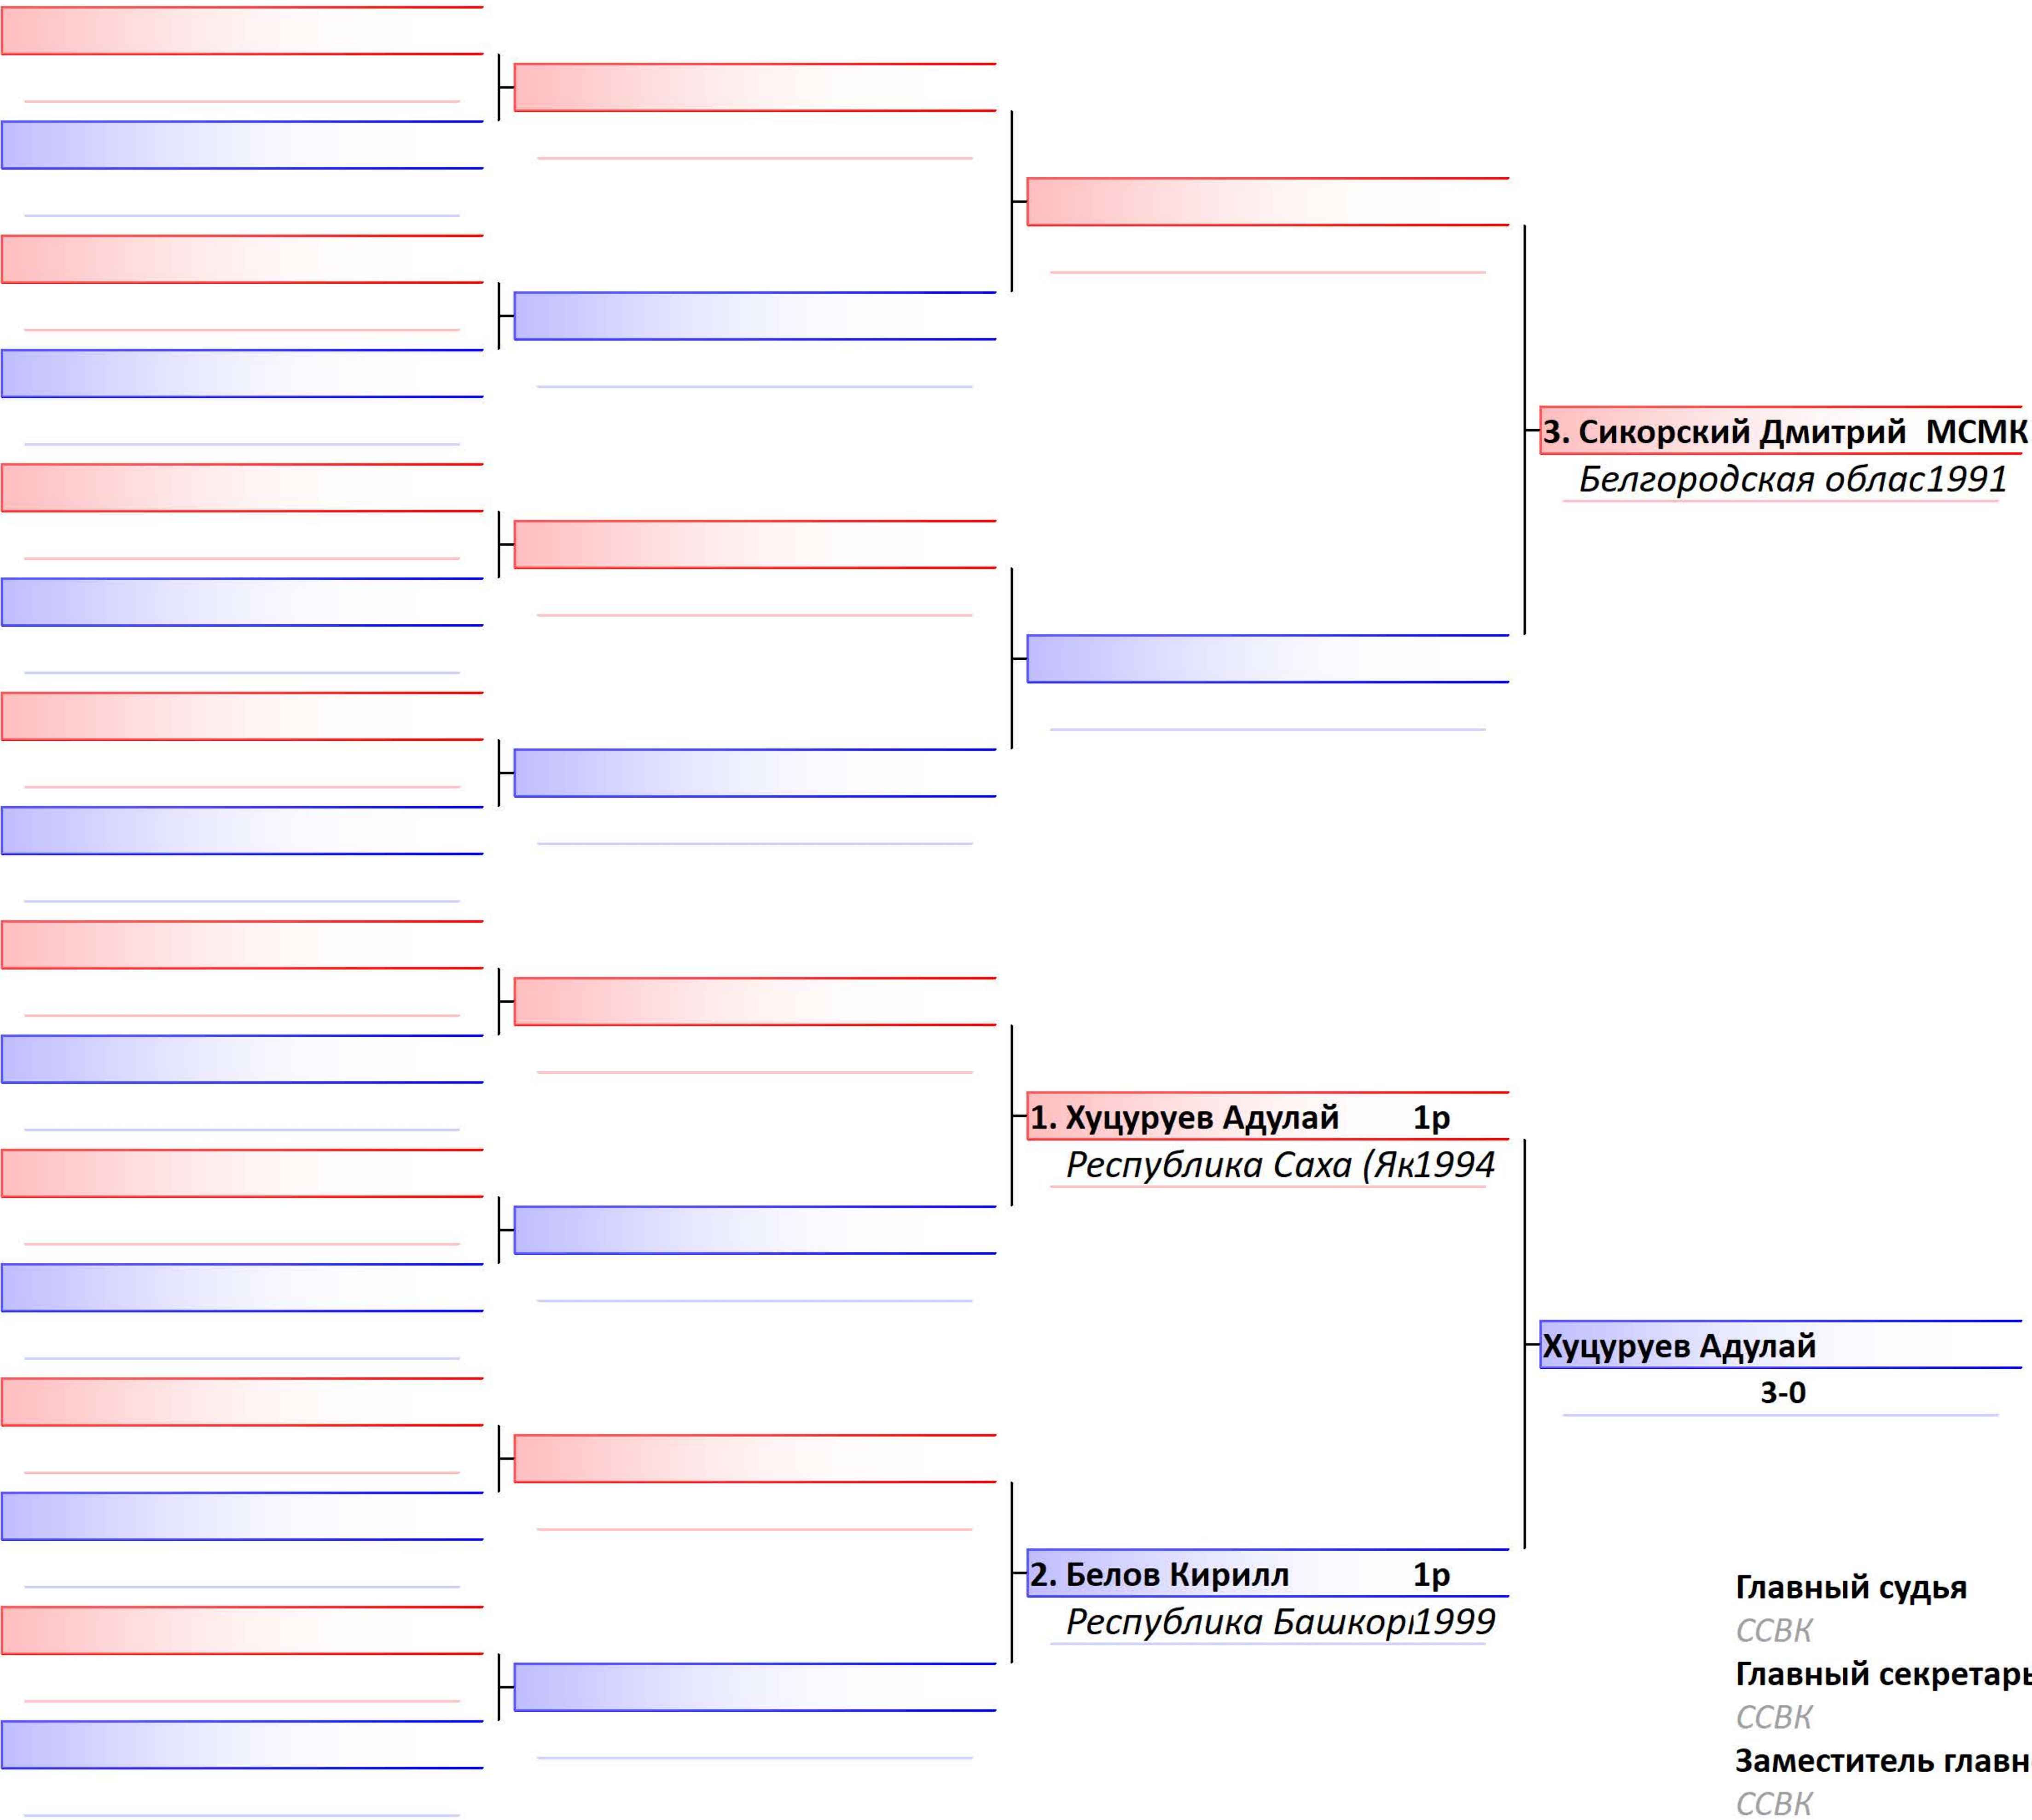 3. Сикорский Дмитрий МСМК
Белгородская облас1991
1. Хуцуруев Адулай 1р
Республика Саха (Як1994
Хуцуруев Адулай
3-0
2. Белов Кирилл 1р
Республика Башкор1999
Главный судья
ССВК
Главный секретарь
ССВК
Заместитель главн
ССВК